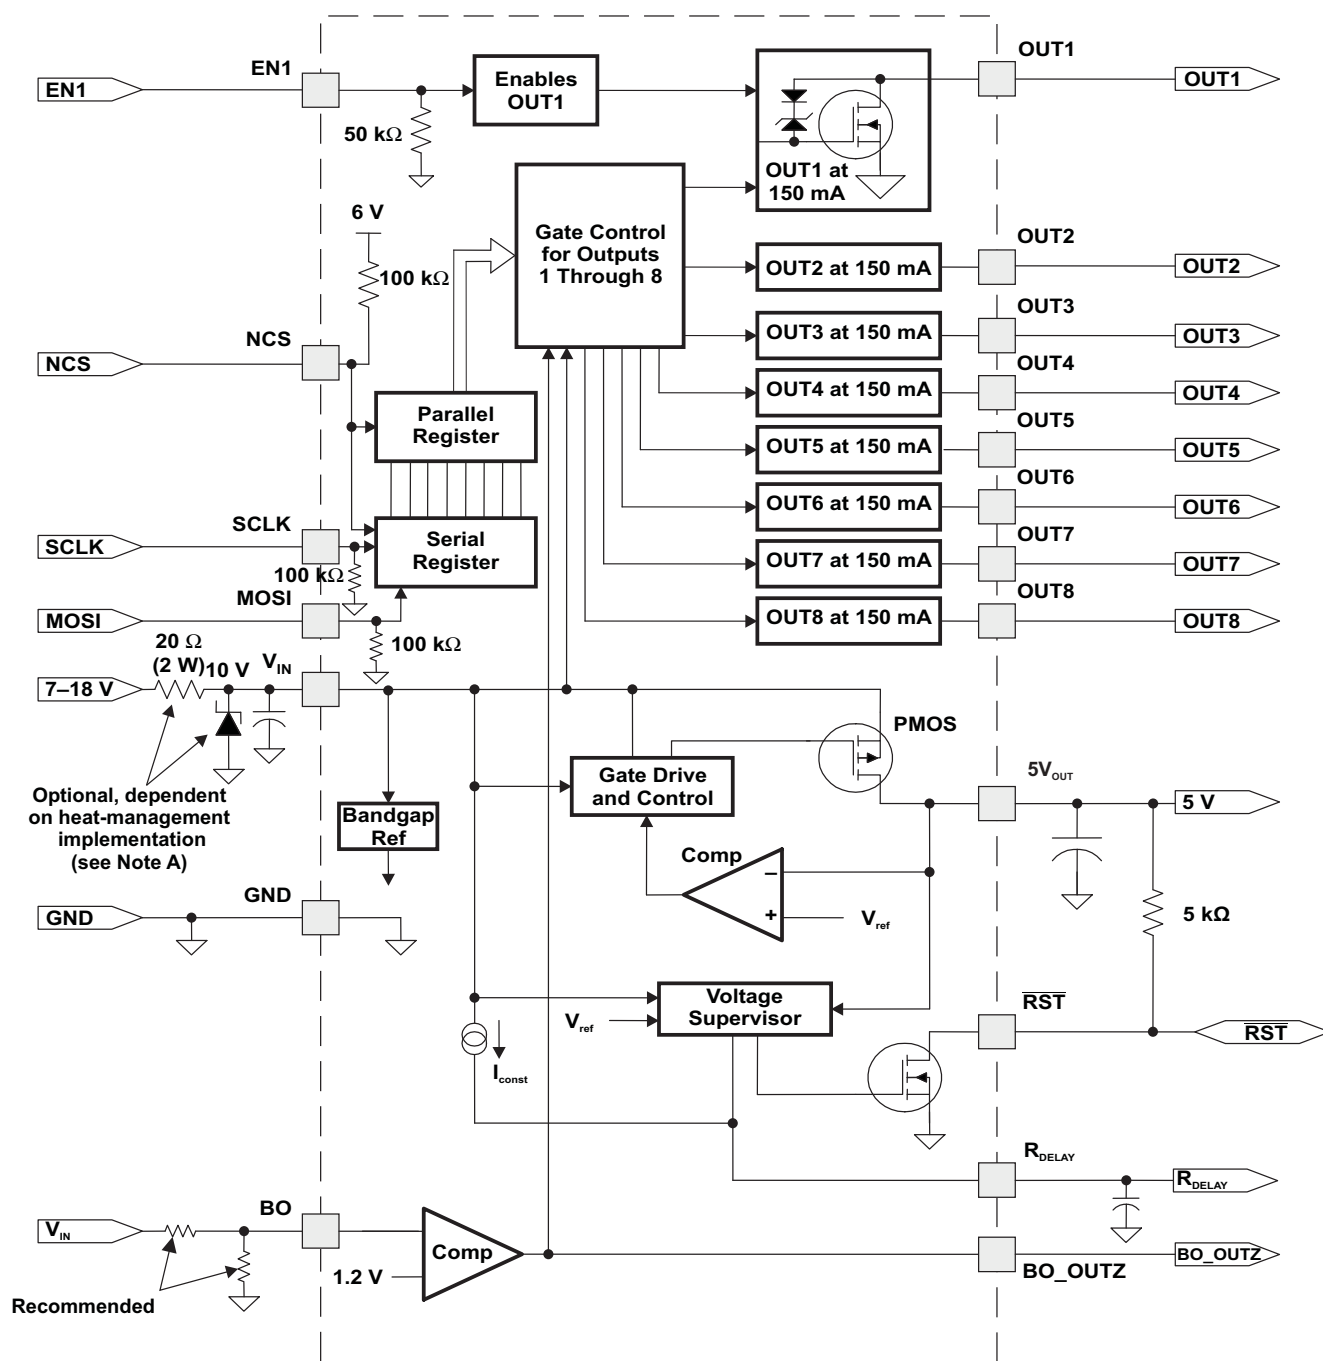 OUT1
EN1
EN1
Enables
OUT1
OUT1
50 kΩ
OUT1 at
150 mA
6 V
100 kΩ
Gate Control
for Outputs
1 Through 8
OUT2
OUT2 at 150 mA
OUT2
OUT3
NCS
NCS
OUT3 at 150 mA
OUT3
OUT4
OUT4 at 150 mA
OUT4
Parallel
Register
OUT5
OUT5 at 150 mA
OUT5
OUT6
OUT6 at 150 mA
OUT6
SCLK
SCLK
Serial
Register
OUT7
OUT7 at 150 mA
OUT7
100 kΩ
MOSI
MOSI
OUT8
OUT8 at 150 mA
OUT8
100 kΩ
20 Ω
(2 W)
10 V
VIN
7–18 V
PMOS
Gate Drive
and Control
5VOUT
5 V
Optional, dependent
on heat-management
implementation
(see Note A)
Bandgap
Ref
Comp
–
+
Vref
GND
GND
5 kΩ
Voltage
Supervisor
Vref
RST
RST
Iconst
RDELAY
RDELAY
BO
VIN
Comp
1.2 V
BO_OUTZ
BO_OUTZ
Recommended